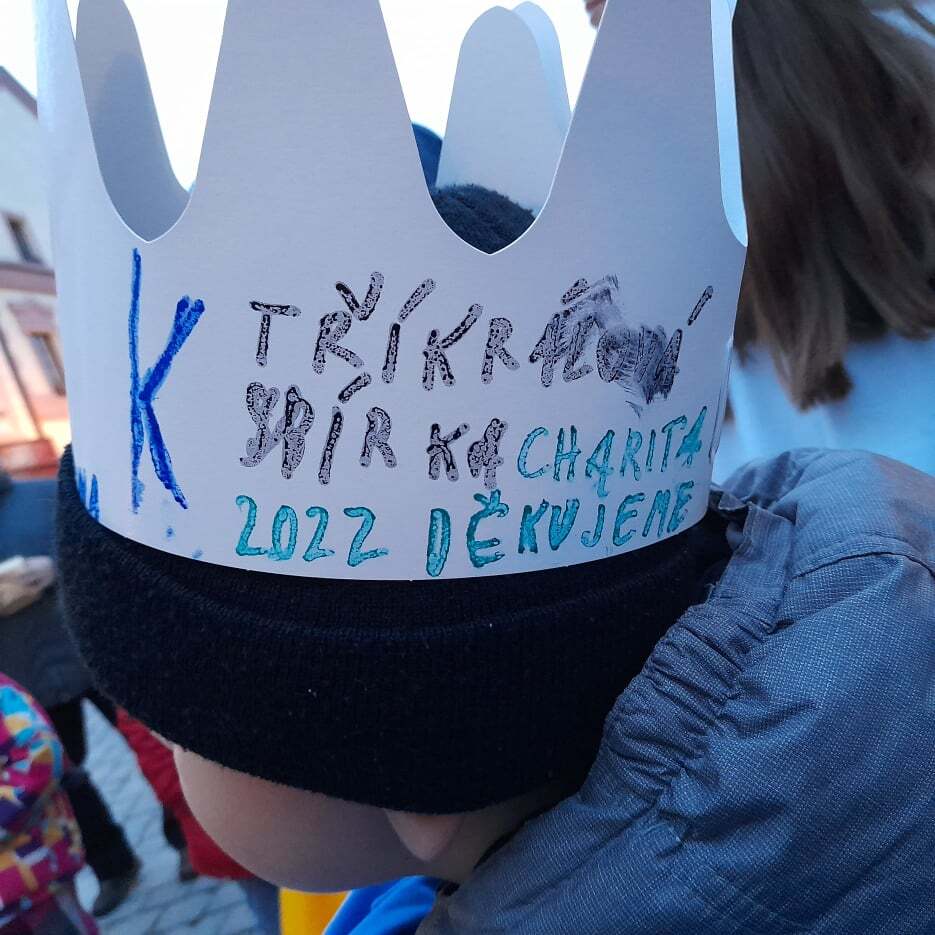 K
TŘÍKRÁLOVÁ
SBÍRKA CHARITA
2022 DĚKUJEME